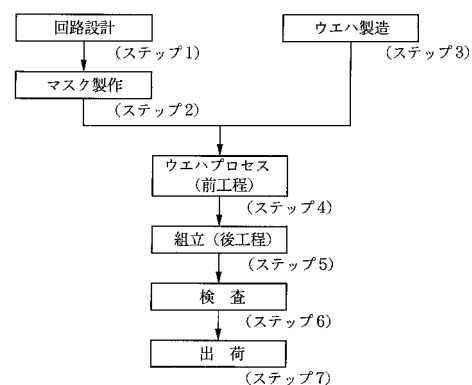 回路設計
(ステップ1)
ウエハ製造
(ステップ3)
マスク製作
(ステップ2)
ウエハプロセス
(前工程)
(ステップ4)
組立(後工程)
(ステップ5)
検 査
(ステップ6)
出 荷
(ステップ7)